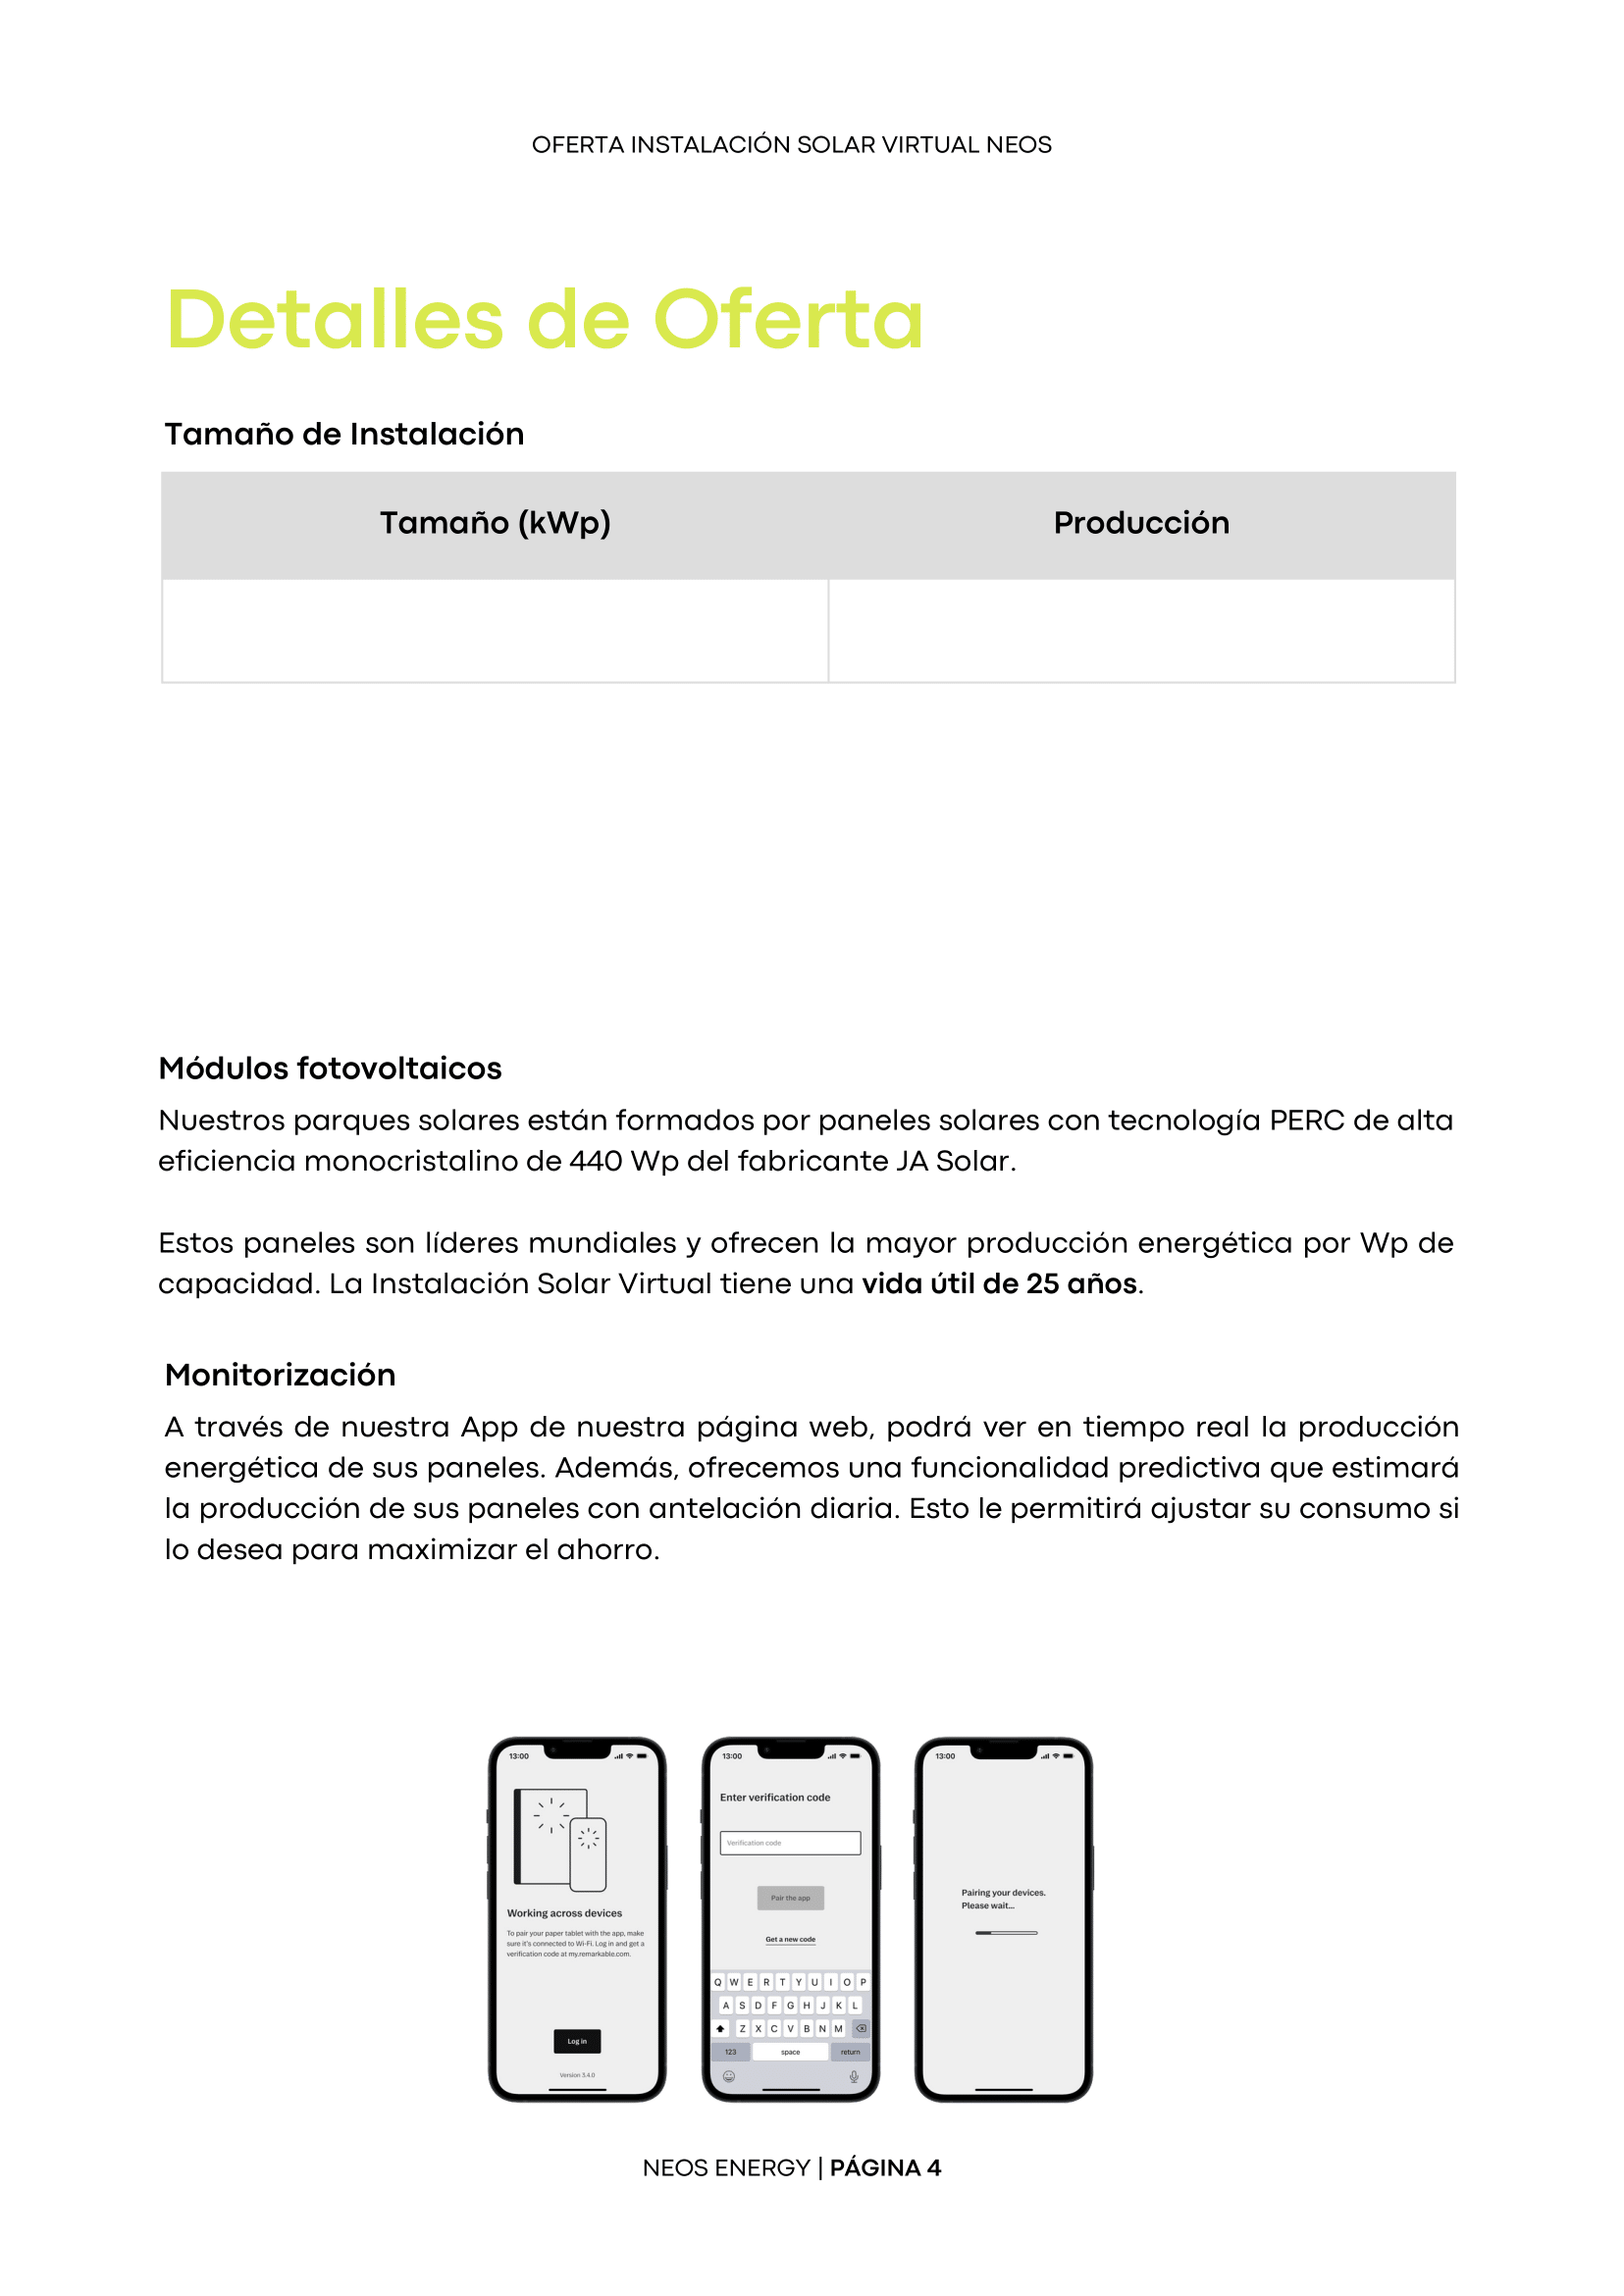 OFERTA INSTALACIÓN SOLAR VIRTUAL NEOS
Detalles de Oferta
Tamaño de Instalación
Tamaño (kWp)
Producción
Módulos fotovoltaicos
Nuestros parques solares están formados por paneles solares con tecnología PERC de alta
eficiencia monocristalino de 440 Wp del fabricante JA Solar.
Estos paneles son líderes mundiales y ofrecen la mayor producción energética por Wp de
capacidad. La Instalación Solar Virtual tiene una vida útil de 25 años.
Monitorización
A través de nuestra App de nuestra página web, podrá ver en tiempo real la producción
energética de sus paneles. Además, ofrecemos una funcionalidad predictiva que estimará
la producción de sus paneles con antelación diaria. Esto le permitirá ajustar su consumo si
lo desea para maximizar el ahorro.
13:00
Working across devices
To pair your paper tablet with the app, make
sure it's connected to Wi-Fi. Log in and get a
verification code at my.remarkable.com.
Log in
Version 3.4.0
13:00
Enter verification code
Verification code
Pair the app
Get a new code
Q W E R T Y U I O P
A S D F G H J K L
Z X C V B N M
123 space return
13:00
Pairing your devices.
Please wait...
NEOS ENERGY | PÁGINA 4